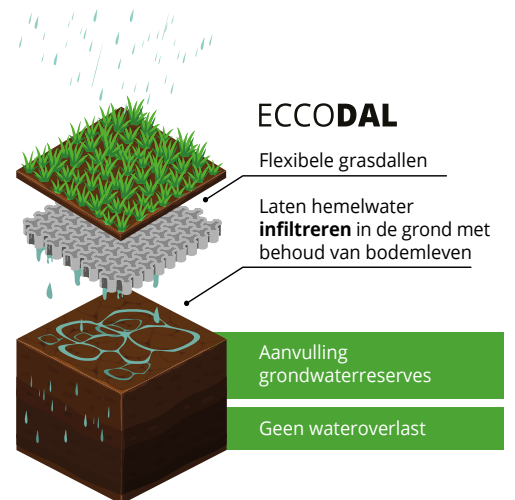 ECCODAL
Flexibele grasdallen
Laten hemelwater
infiltreren in de grond met
behoud van bodemleven
Aanvulling
grondwaterreserves
Geen wateroverlast